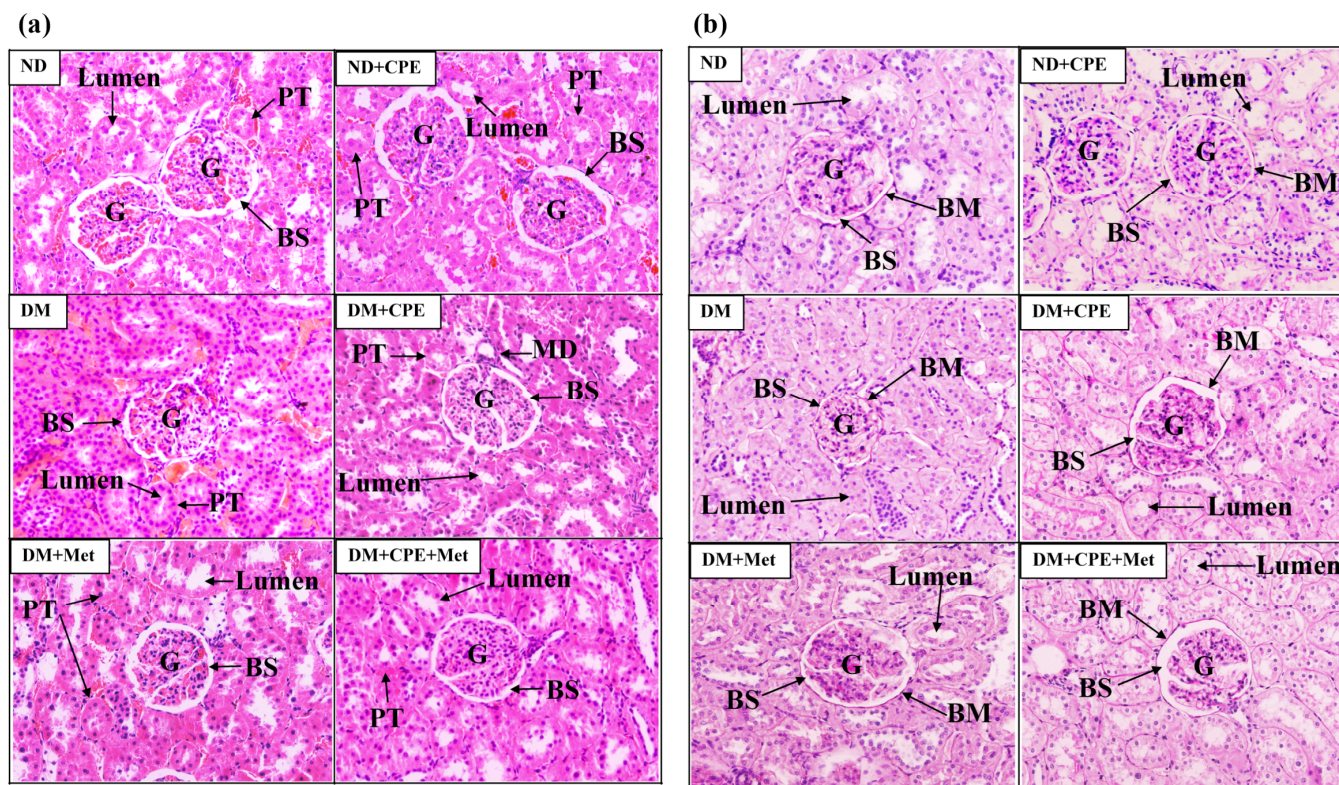 (a)
ND
Lumen
PT
G
G
BS
ND+CPE
PT
Lumen
G
BS
PT
G
DM
BS
G
Lumen
PT
DM+CPE
PT
MD
BS
G
Lumen
DM+Met
Lumen
PT
G
BS
DM+CPE+Met
Lumen
G
BS
PT
(b)
ND
Lumen
G
BM
BS
ND+CPE
Lumen
G
G
BM
BS
DM
BS
BM
G
Lumen
DM+CPE
BM
G
BS
Lumen
DM+Met
Lumen
G
BS
BM
DM+CPE+Met
Lumen
BM
G
BS